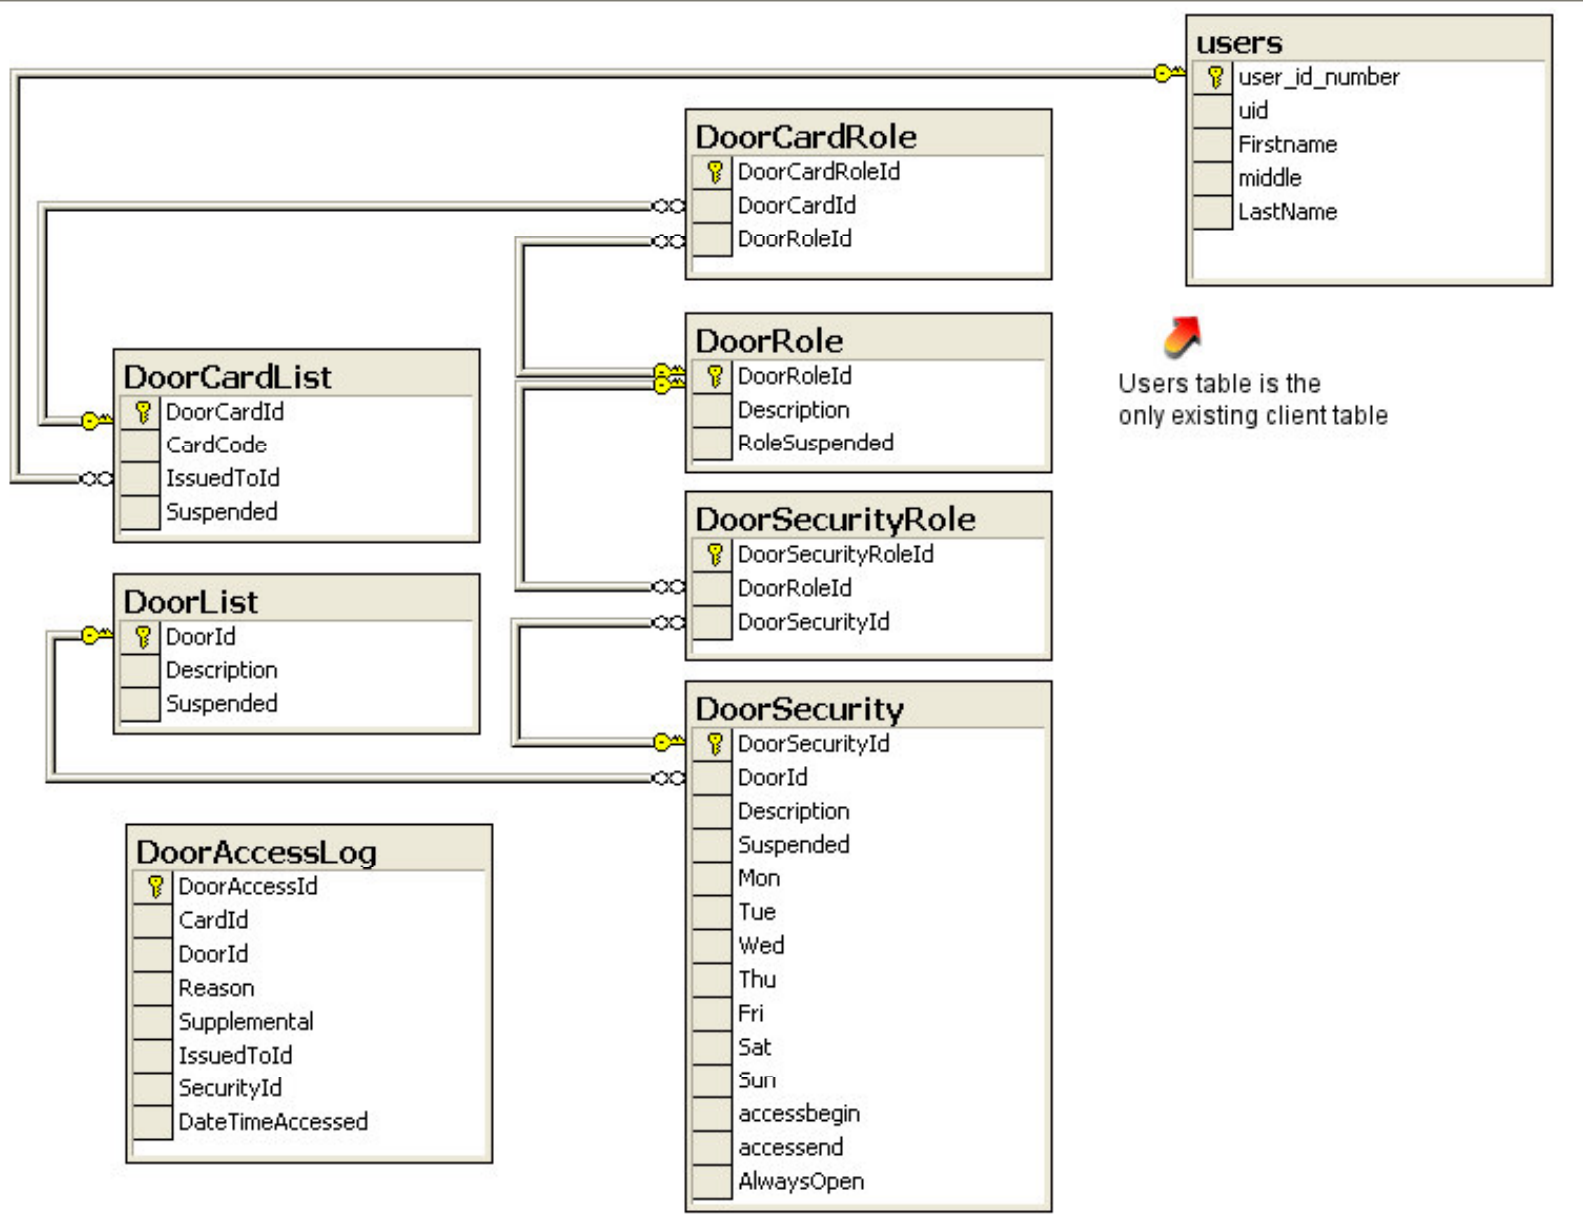 users
user_id_number
uid
Firstname
middle
LastName
DoorCardRole
DoorCardRoleId
DoorCardId
DoorRoleId
DoorRole
DoorRoleId
Description
RoleSuspended
Users table is the
only existing client table
DoorCardList
DoorCardId
CardCode
IssuedToId
Suspended
DoorSecurityRole
DoorSecurityRoleId
DoorRoleId
DoorSecurityId
DoorList
DoorId
Description
Suspended
DoorSecurity
DoorSecurityId
DoorId
Description
Suspended
Mon
Tue
Wed
Thu
Fri
Sat
Sun
accessbegin
accessend
AlwaysOpen
DoorAccessLog
DoorAccessId
CardId
DoorId
Reason
Supplemental
IssuedToId
SecurityId
DateTimeAccessed